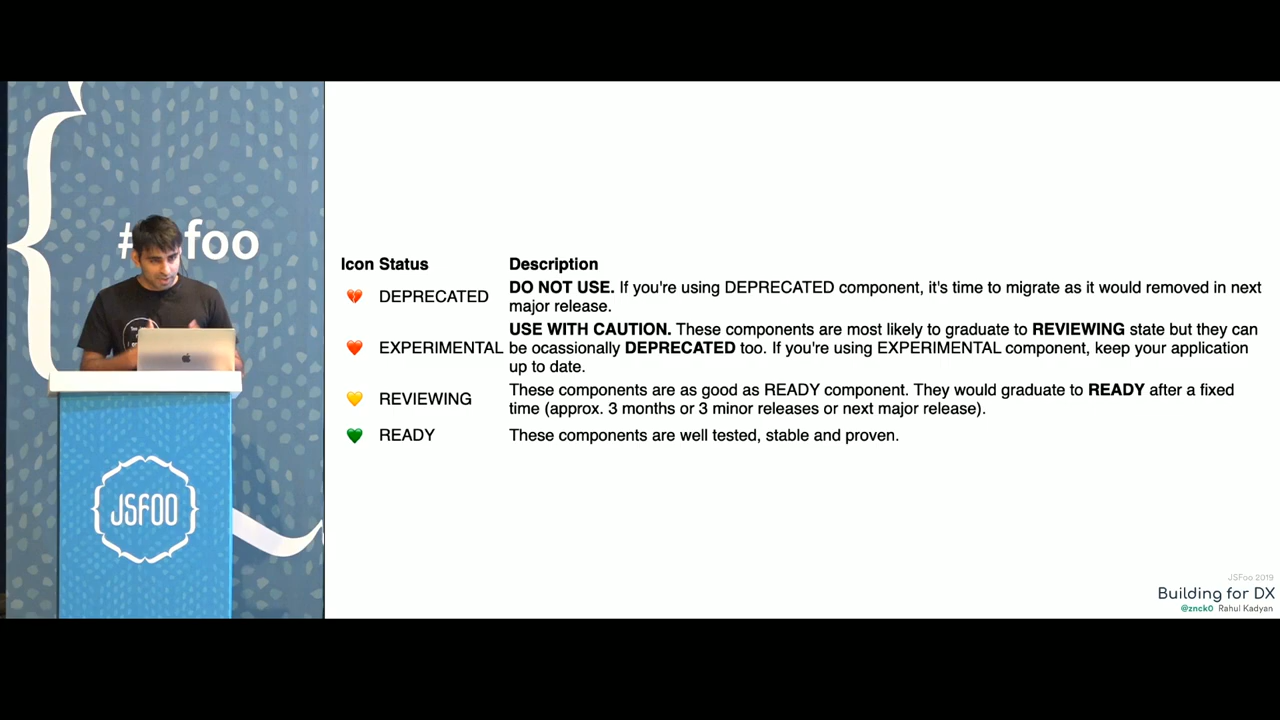 #
foo
JSFOO
Icon Status Description
DEPRECATED DO NOT USE. If you're using DEPRECATED component, it's time to migrate as it would removed in next
major release.
USE WITH CAUTION. These components are most likely to graduate to REVIEWING state but they can
EXPERIMENTAL be ocassionally DEPRECATED too. If you're using EXPERIMENTAL component, keep your application
up to date.
REVIEWING These components are as good as READY component. They would graduate to READY after a fixed
time (approx. 3 months or 3 minor releases or next major release).
READY These components are well tested, stable and proven.
JSFoo 2019
Building for DX
@znck0 Rahul Kadyan